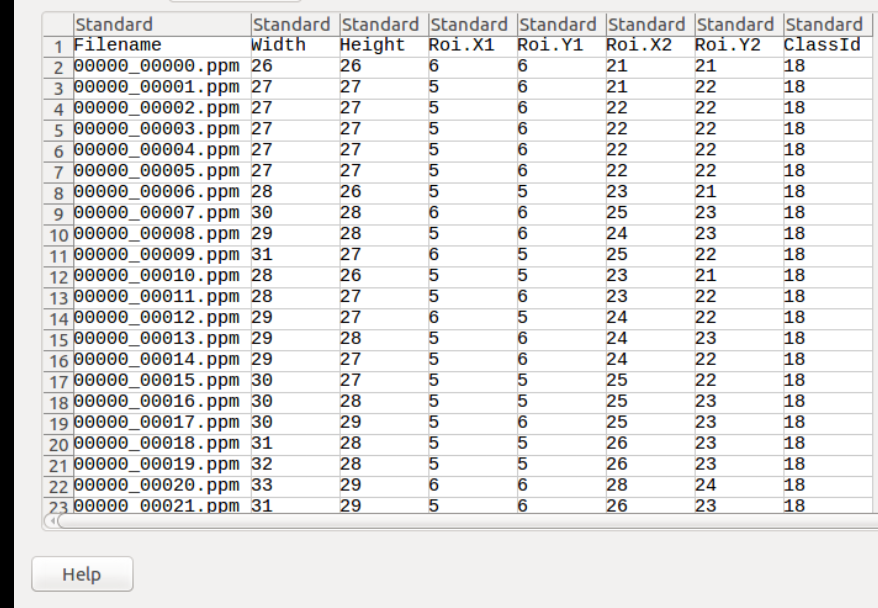 Standard Standard Standard Standard Standard Standard Standard Standard
1 Filename Width Height Roi.X1 Roi.Y1 Roi.X2 Roi.Y2 ClassId
2 00000_00000.ppm 26 26 6 6 21 21 18
3 00000_00001.ppm 27 27 5 6 21 22 18
4 00000_00002.ppm 27 27 5 6 22 22 18
5 00000_00003.ppm 27 27 5 6 22 22 18
6 00000_00004.ppm 27 27 5 6 22 22 18
7 00000_00005.ppm 27 27 5 6 22 22 18
8 00000_00006.ppm 28 26 5 5 23 21 18
9 00000_00007.ppm 30 28 6 6 25 23 18
10 00000_00008.ppm 29 28 5 6 24 23 18
11 00000_00009.ppm 31 27 6 5 25 22 18
12 00000_00010.ppm 28 26 5 5 23 21 18
13 00000_00011.ppm 28 27 5 6 23 22 18
14 00000_00012.ppm 29 27 6 5 24 22 18
15 00000_00013.ppm 29 28 5 6 24 23 18
16 00000_00014.ppm 29 27 5 6 24 22 18
17 00000_00015.ppm 30 27 5 5 25 22 18
18 00000_00016.ppm 30 28 5 5 25 23 18
19 00000_00017.ppm 30 29 5 6 25 23 18
20 00000_00018.ppm 31 28 5 5 26 23 18
21 00000_00019.ppm 32 28 5 5 26 23 18
22 00000_00020.ppm 33 29 6 6 28 24 18
23 00000_00021.ppm 31 29 5 6 26 23 18
Help